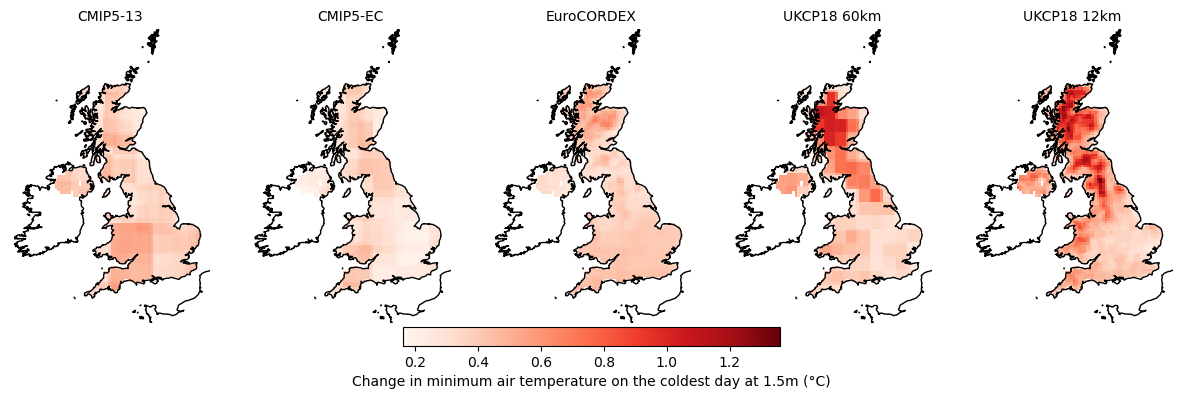 CMIP5-13
CMIP5-EC
EuroCORDEX
UKCP18 60km
UKCP18 12km
0.2
0.4
0.6
0.8
1.0
1.2
Change in minimum air temperature on the coldest day at 1.5m (°C)